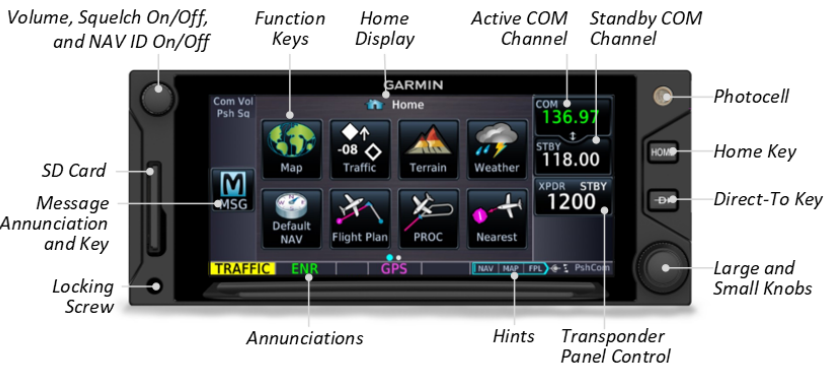 Volume, Squelch On/Off,
and NAV ID On/Off
Function
Keys
Home
Display
Active COM
Channel
Standby COM
Channel
GARMIN
Com Vol
Psh Sq
Home
COM
136.97
STBY
118.00
XPDR STBY
1200
Map
-08
Traffic
Terrain
Weather
MSG
Default
NAV
Flight Plan
PROC
Nearest
TRAFFIC ENR GPS
NAV MAP FPL PshCom
HOME
Photocell
Home Key
Direct-To Key
Large and
Small Knobs
SD Card
Message
Annunciation
and Key
Locking
Screw
Annunciations
Hints
Transponder
Panel Control